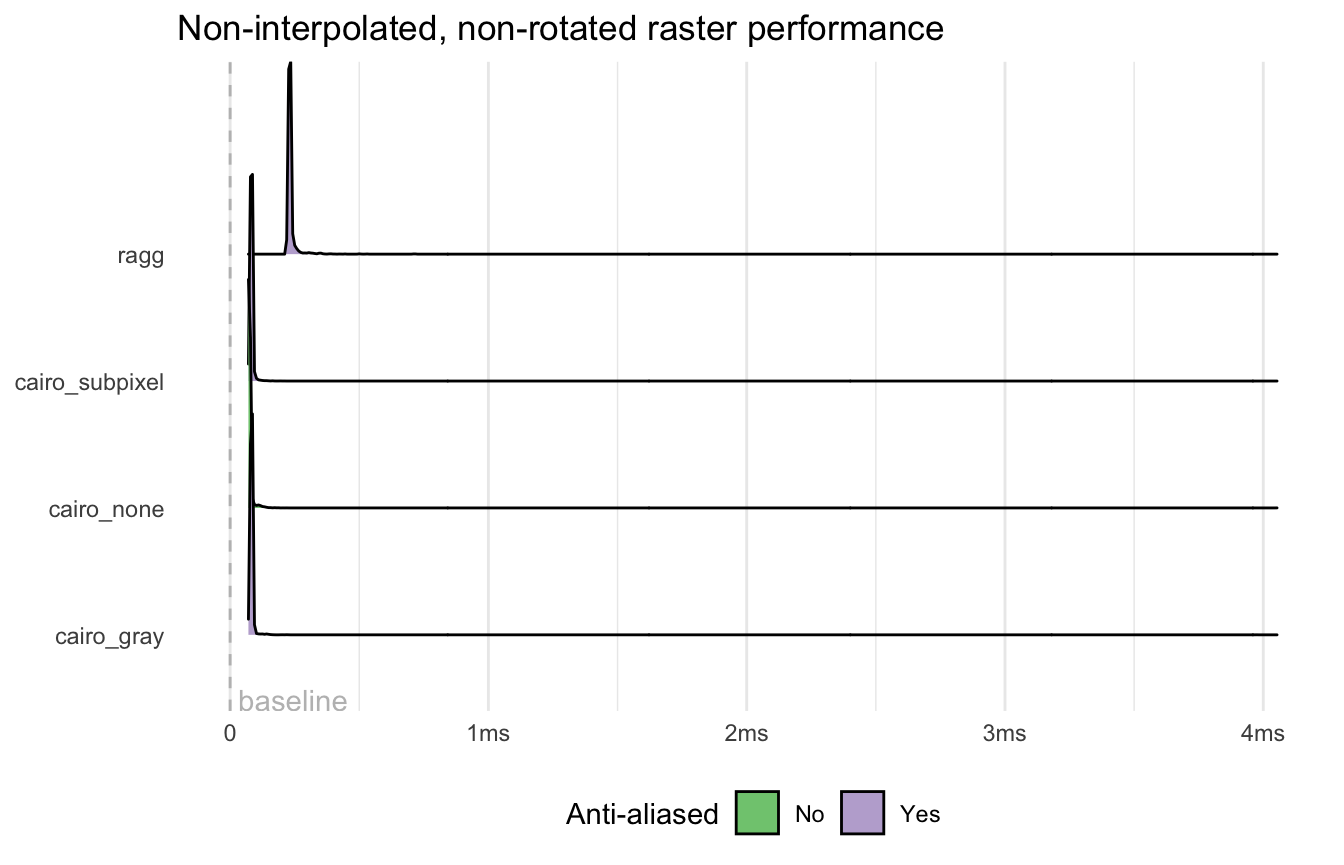 Non-interpolated, non-rotated raster performance
ragg
cairo_subpixel
cairo_none
cairo_gray
baseline
0 1ms 2ms 3ms 4ms
Anti-aliased No Yes